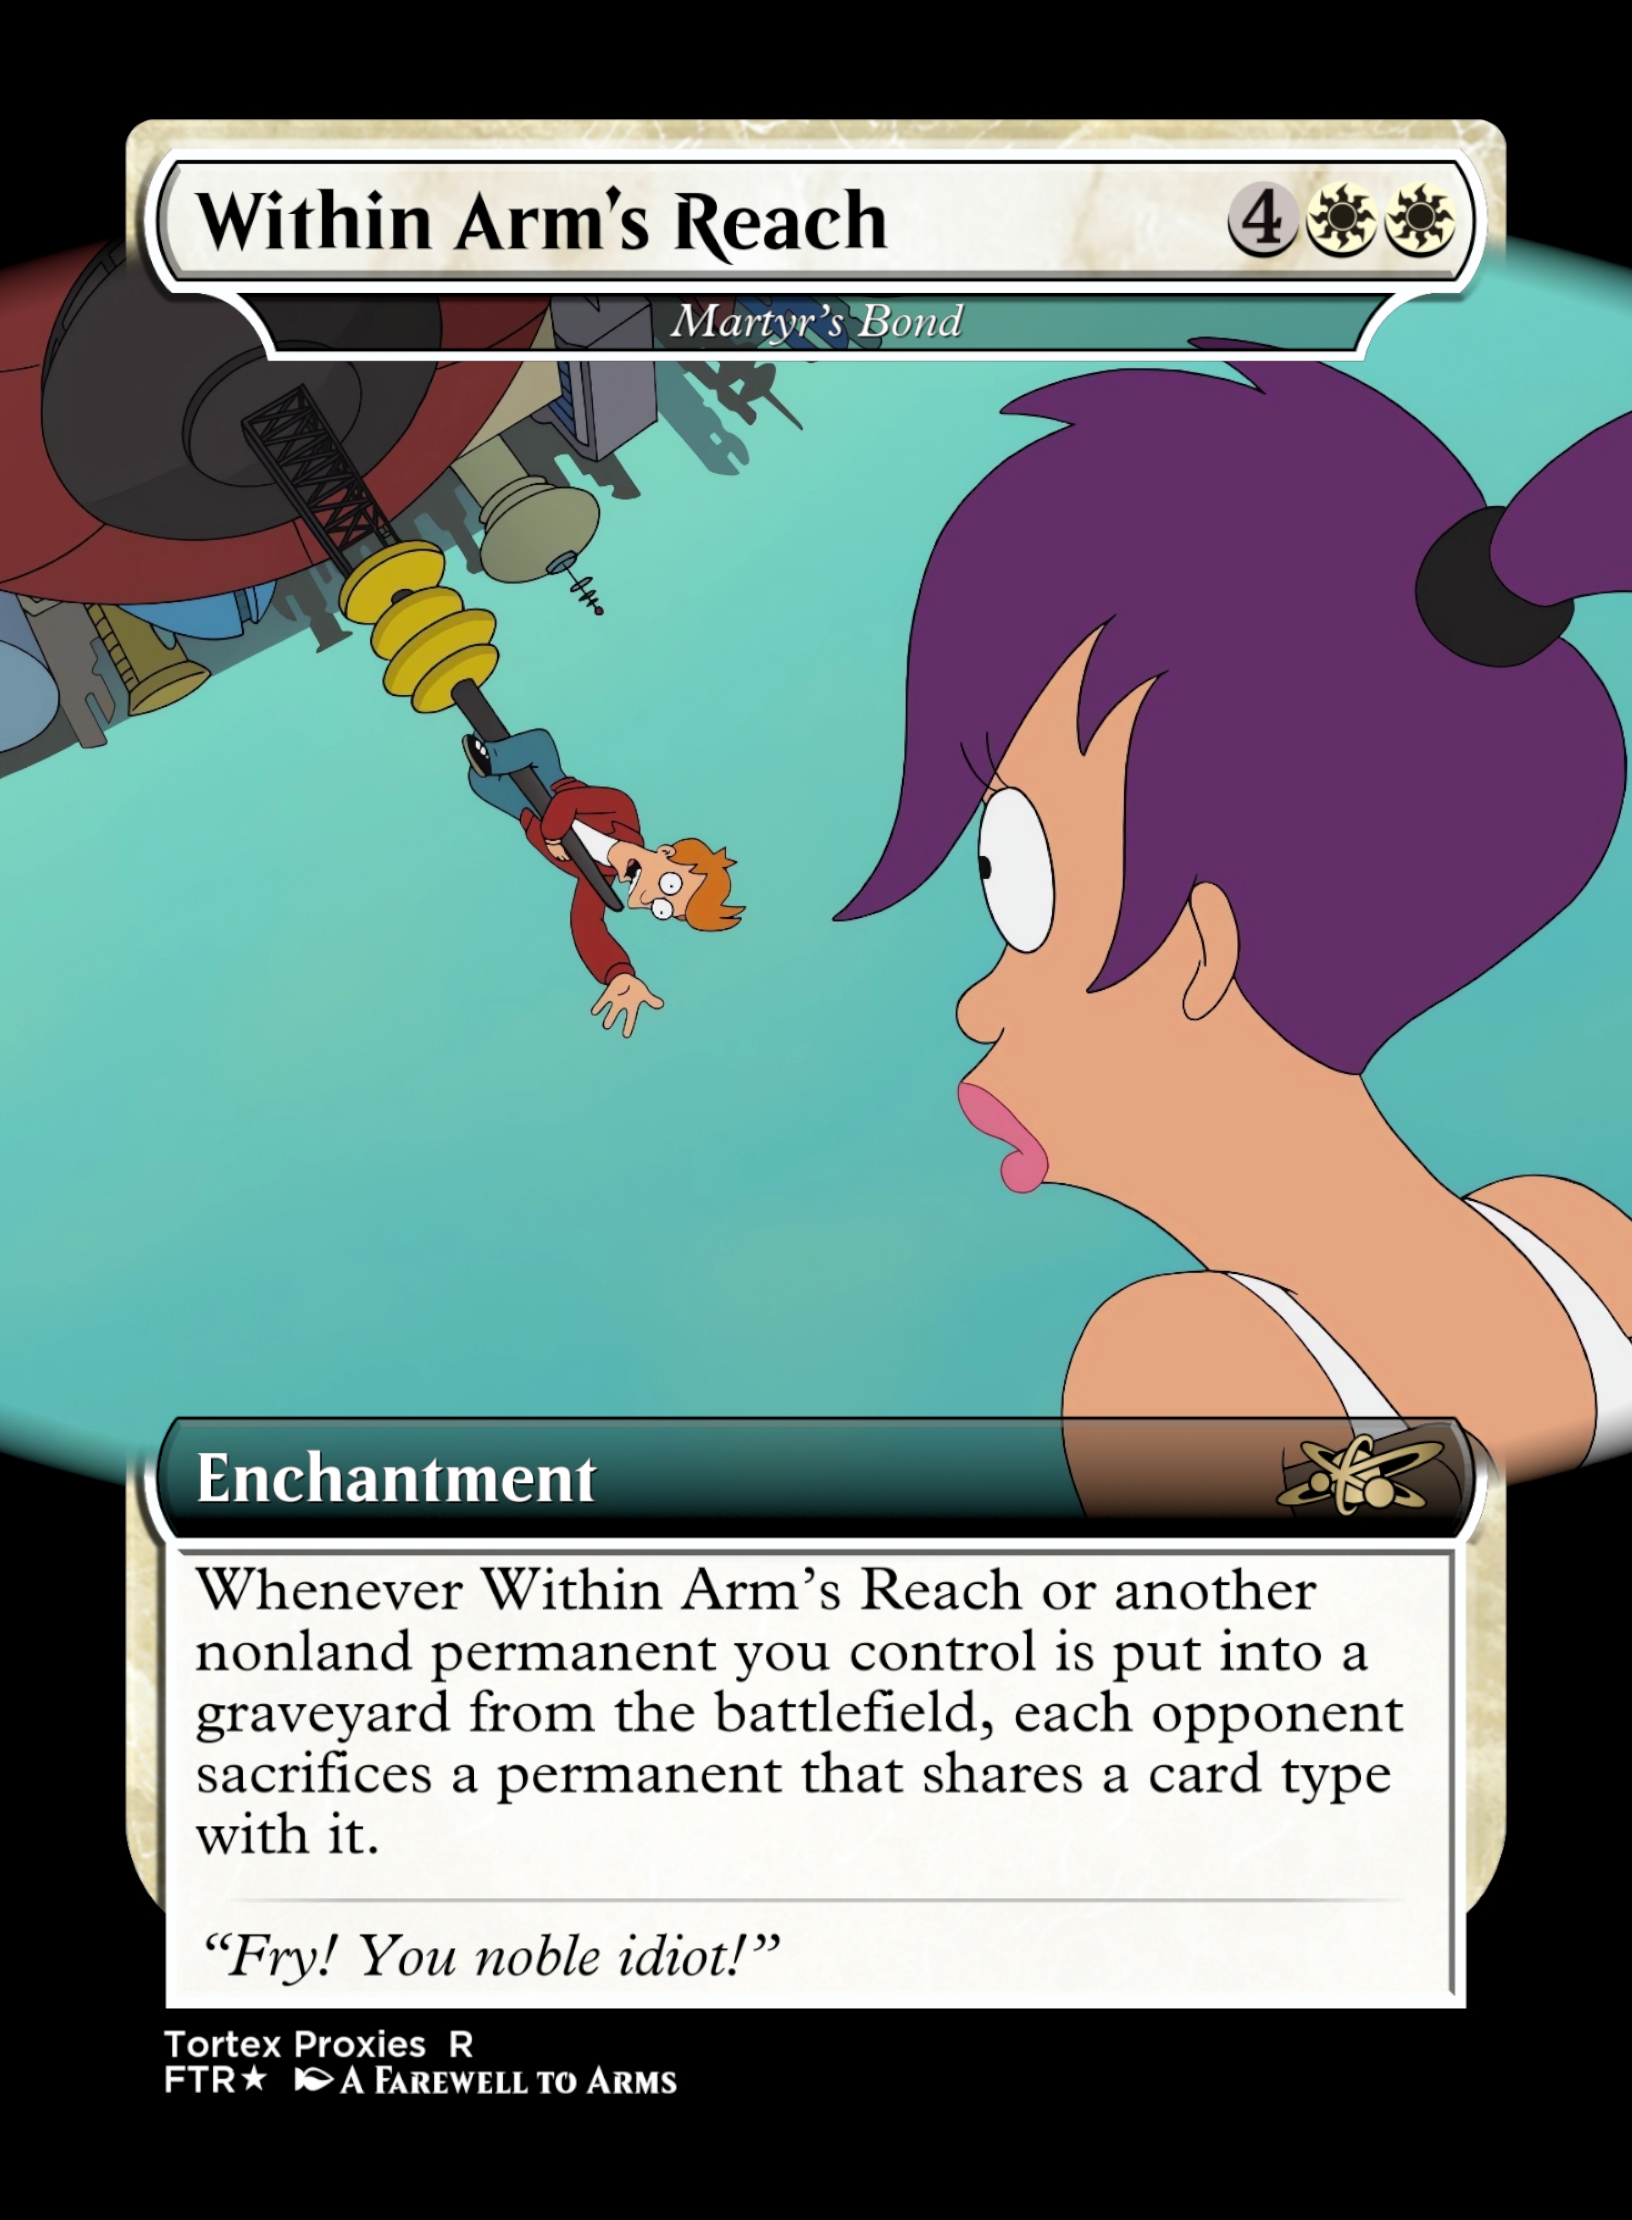 Within Arm's Reach 4
Martyr's Bond
Enchantment
Whenever Within Arm's Reach or another
nonland permanent you control is put into a
graveyard from the battlefield, each opponent
sacrifices a permanent that shares a card type
with it.
“Fry! You noble idiot!”
Tortex Proxies R
FTR★ A Farewell to Arms